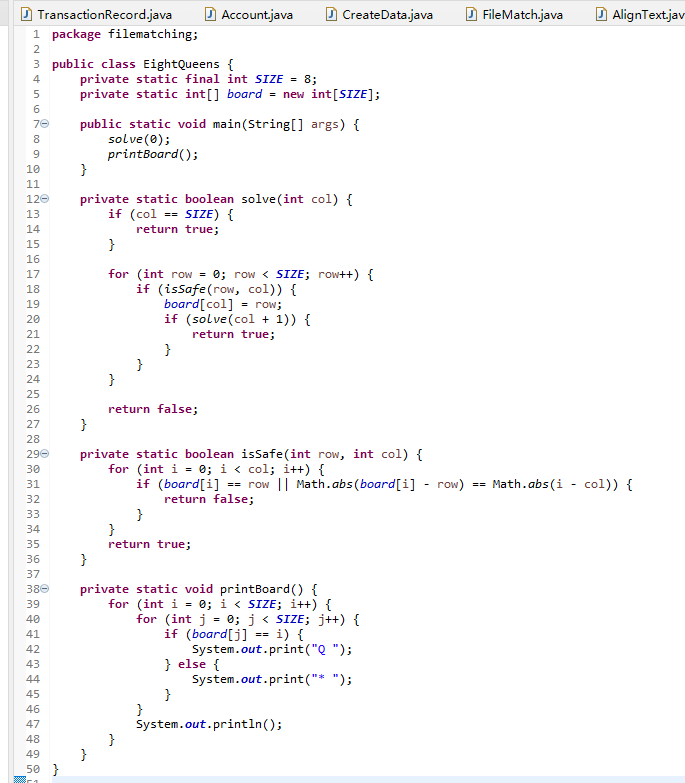 TransactionRecord.java Account.java CreateData.java FileMatch.java AlignText.jav
1 package filematching;
2
3 public class EightQueens {
4     private static final int SIZE = 8;
5     private static int[] board = new int[SIZE];
6
7     public static void main(String[] args) {
8         solve(0);
9         printBoard();
10     }
11
12     private static boolean solve(int col) {
13         if (col == SIZE) {
14             return true;
15         }
16
17         for (int row = 0; row < SIZE; row++) {
18             if (isSafe(row, col)) {
19                 board[col] = row;
20                 if (solve(col + 1)) {
21                     return true;
22                 }
23             }
24         }
25
26         return false;
27     }
28
29     private static boolean isSafe(int row, int col) {
30         for (int i = 0; i < col; i++) {
31             if (board[i] == row || Math.abs(board[i] - row) == Math.abs(i - col)) {
32                 return false;
33             }
34         }
35         return true;
36     }
37
38     private static void printBoard() {
39         for (int i = 0; i < SIZE; i++) {
40             for (int j = 0; j < SIZE; j++) {
41                 if (board[j] == i) {
42                     System.out.print("Q ");
43                 } else {
44                     System.out.print("* ");
45                 }
46             }
47             System.out.println();
48         }
49     }
50 }
51